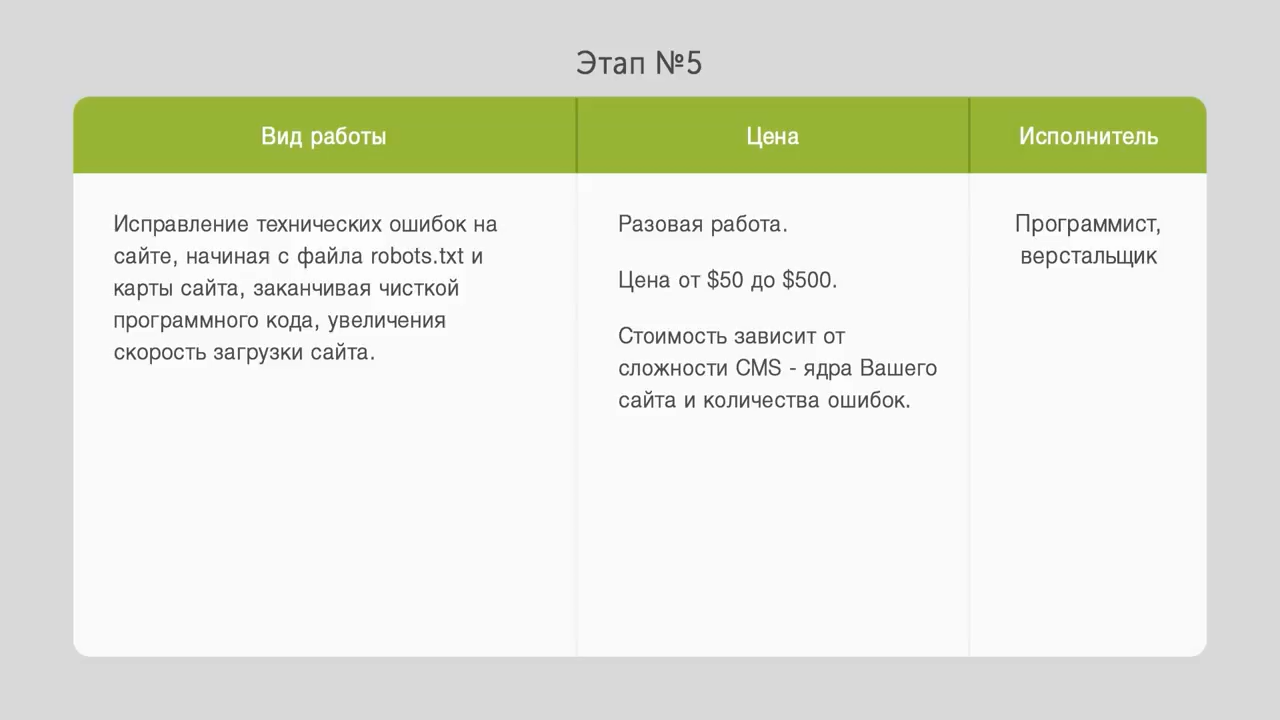 Этап №5
Вид работы
Цена
Исполнитель
Исправление технических ошибок на
сайте, начиная с файла robots.txt и
карты сайта, заканчивая чисткой
программного кода, увеличения
скорость загрузки сайта.
Разовая работа.
Цена от $50 до $500.
Стоимость зависит от
сложности CMS - ядра Вашего
сайта и количества ошибок.
Программист,
верстальщик